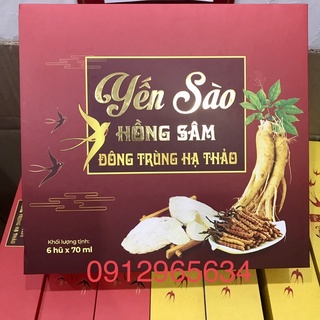 Yến Sào
HỒNG SÂM
ĐÔNG TRÙNG HẠ THẢO
Khối lượng tịnh:
6 hũ x 70 ml
0912965634